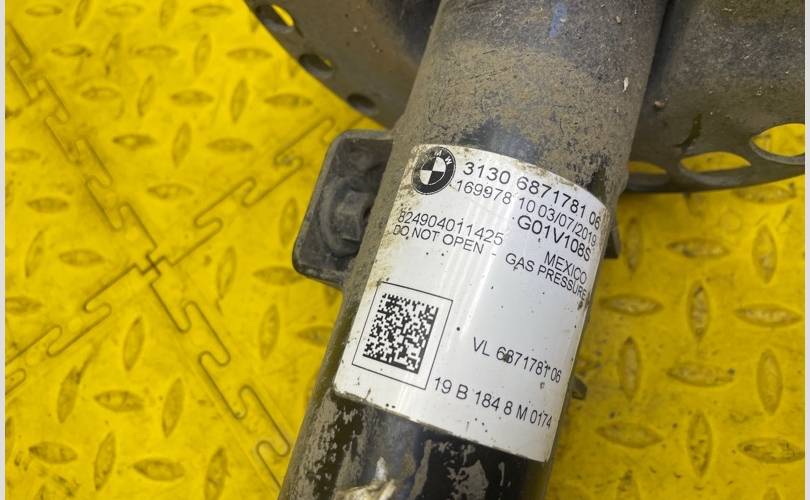 BMW
3130 6871781 06
169978 10 03/07/2019
G01V108S
824904011425 MEXICO
DO NOT OPEN - GAS PRESSURE
VL 6871781 06
19 B 184 8 M 0174